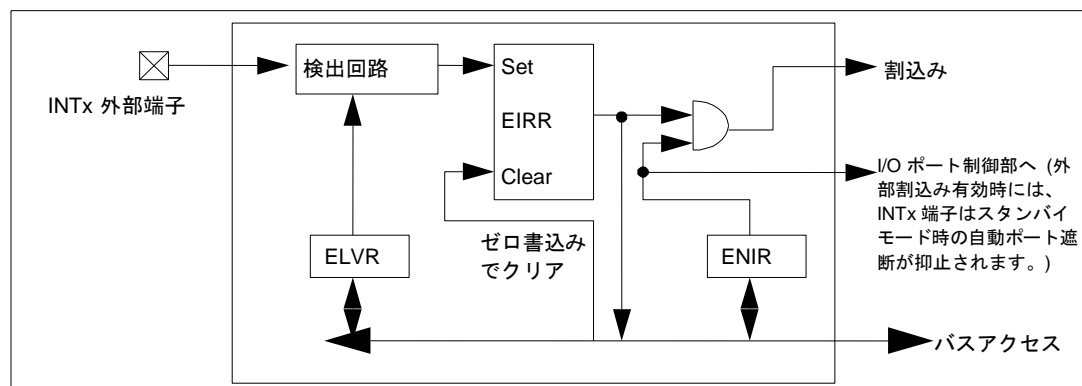 検出回路
Set
EIRR
Clear
割込み
INTx 外部端子
I/O ポート制御部へ (外
部割込み有効時には、
INTx 端子はスタンバイ
モード時の自動ポート遮
断が抑止されます。)
ELVR
ゼロ書込み
でクリア
ENIR
バスアクセス